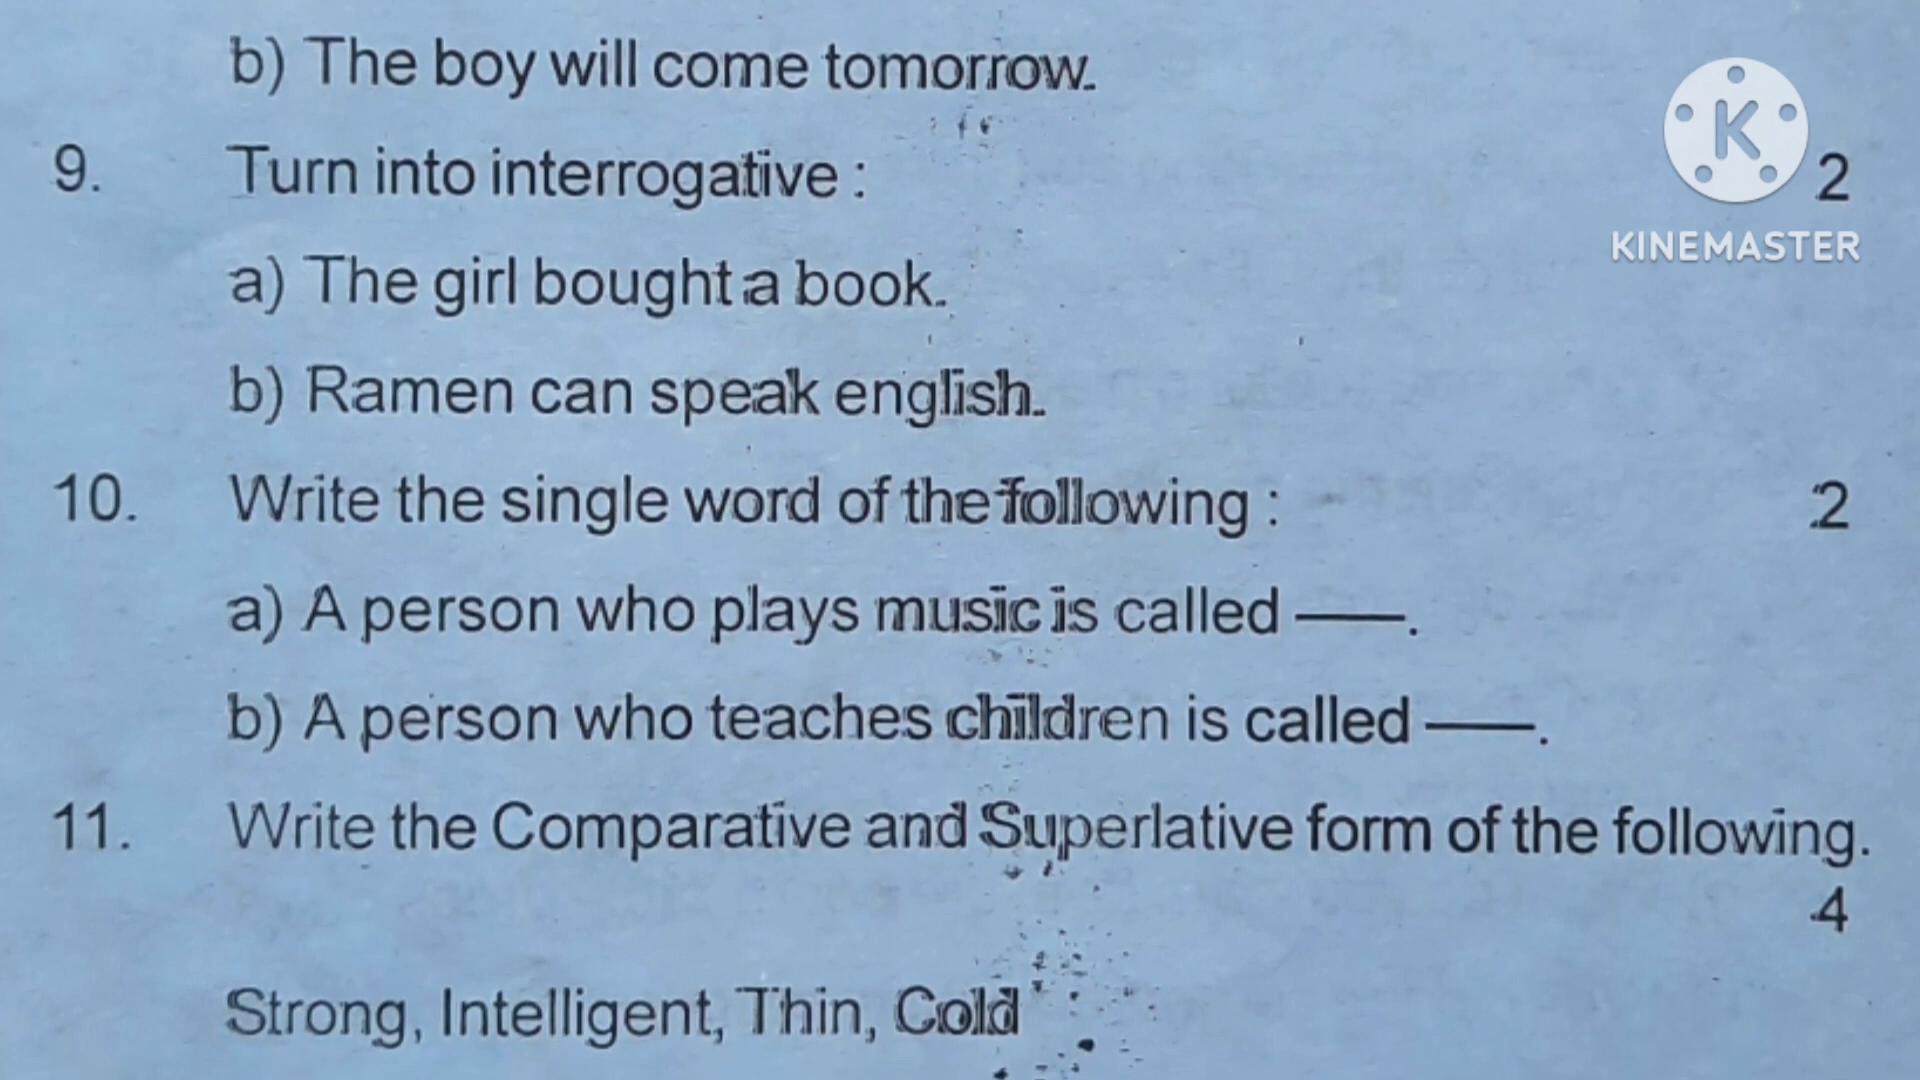 b) The boy will come tomorrow.
9. Turn into interrogative : 2
a) The girl bought a book.
b) Ramen can speak english.
10. Write the single word of the following : 2
a) A person who plays music is called ——.
b) A person who teaches children is called ——.
11. Write the Comparative and Superlative form of the following.
4
Strong, Intelligent, Thin, Cold
K
KINEMASTER